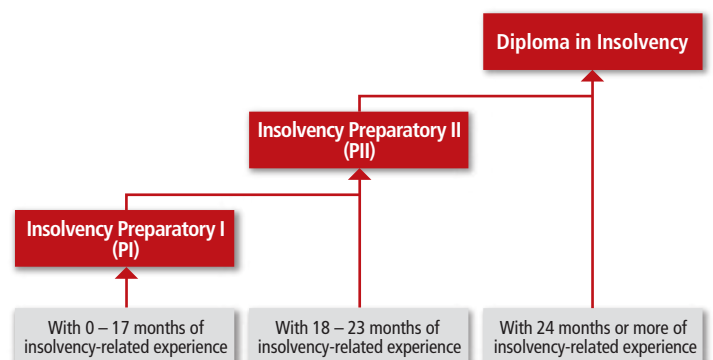 Diploma in Insolvency
Insolvency Preparatory II
(PII)
Insolvency Preparatory I
(PI)
With 0 – 17 months of
insolvency-related experience
With 18 – 23 months of
insolvency-related experience
With 24 months or more of
insolvency-related experience